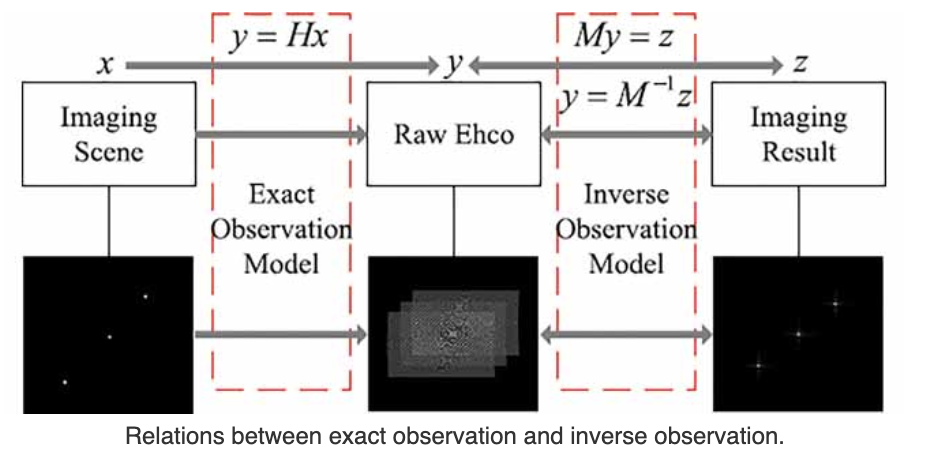 y = Hx
My = z
x
y
z
y = M⁻¹z
Imaging
Scene
Raw Ehco
Imaging
Result
Exact
Observation
Model
Inverse
Observation
Model
Relations between exact observation and inverse observation.